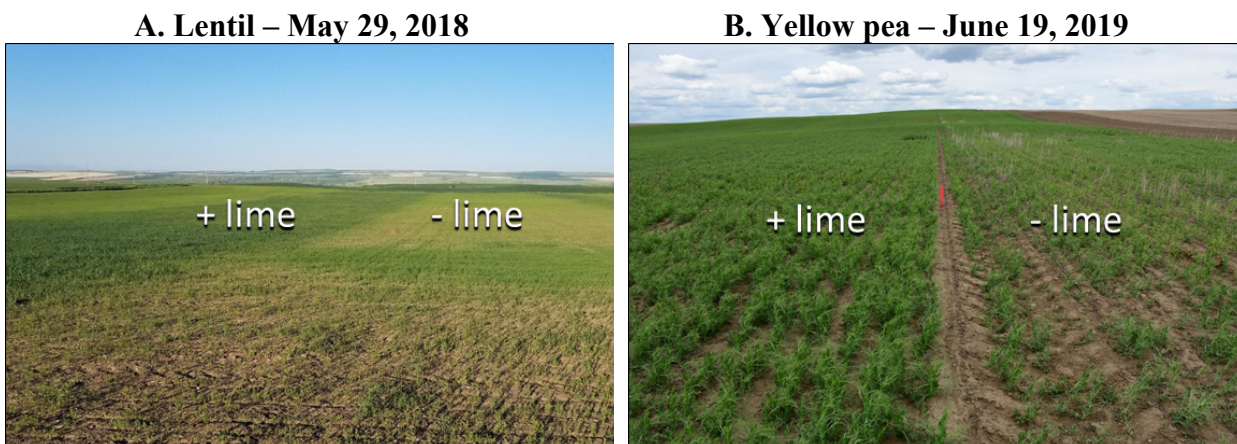 A. Lentil – May 29, 2018
B. Yellow pea – June 19, 2019
+ lime
- lime
+ lime
- lime